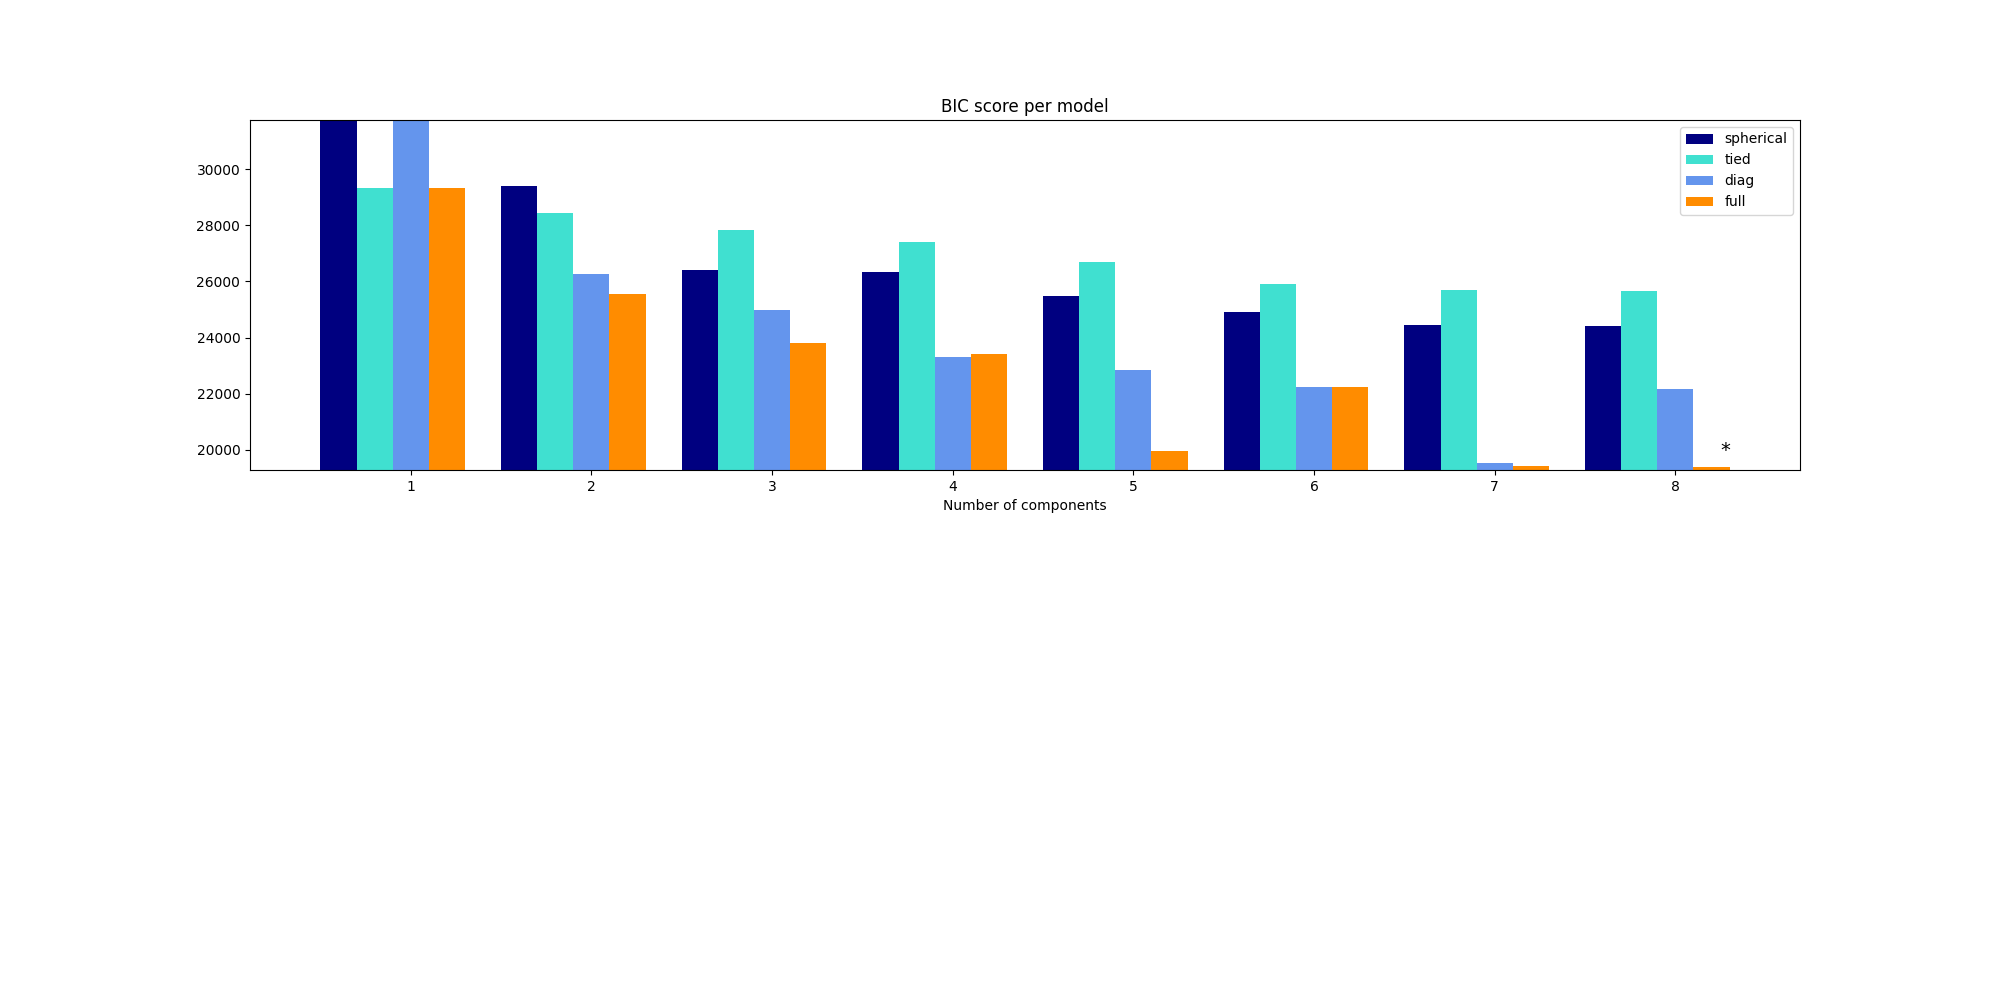 BIC score per model
30000
28000
26000
24000
22000
20000
spherical
tied
diag
full
*
1 2 3 4 5 6 7 8
Number of components